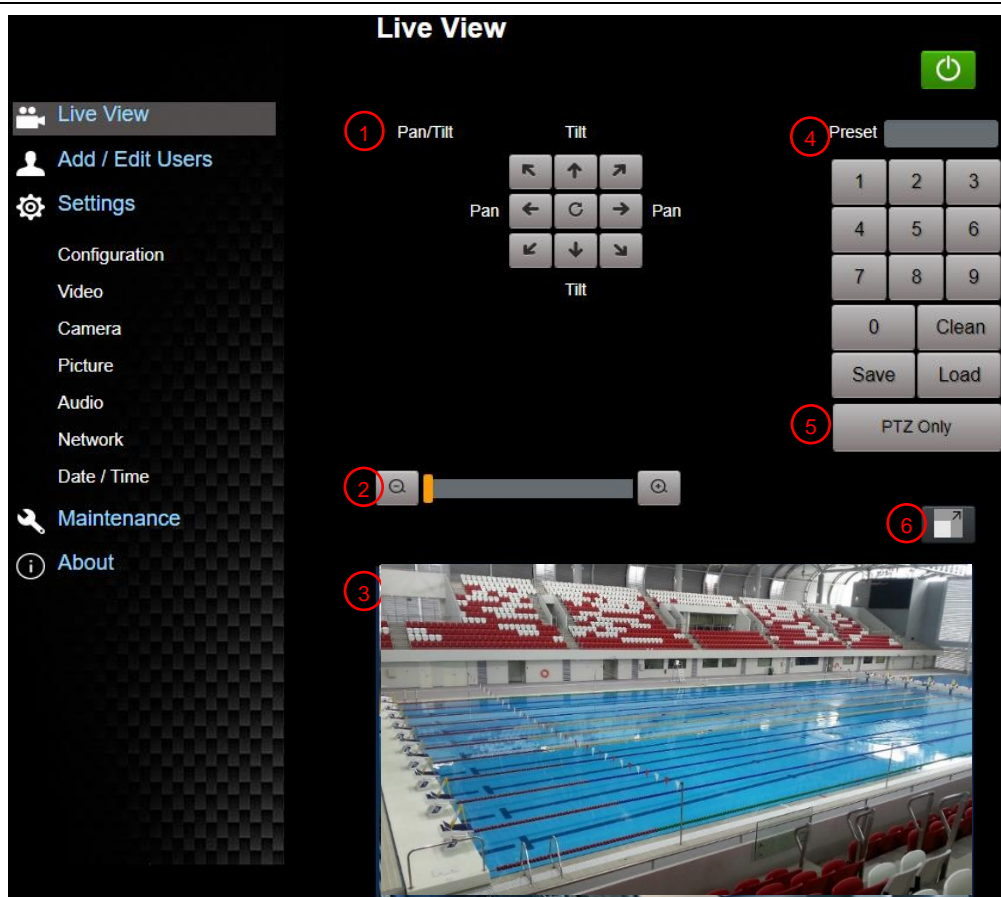 Live View
Live View
Add / Edit Users
Settings
Configuration
Video
Camera
Picture
Audio
Network
Date / Time
Maintenance
About
1 Pan/Tilt Tilt
Pan Pan
Tilt
2
3
4 Preset
1 2 3
4 5 6
7 8 9
0 Clean
Save Load
5 PTZ Only
6